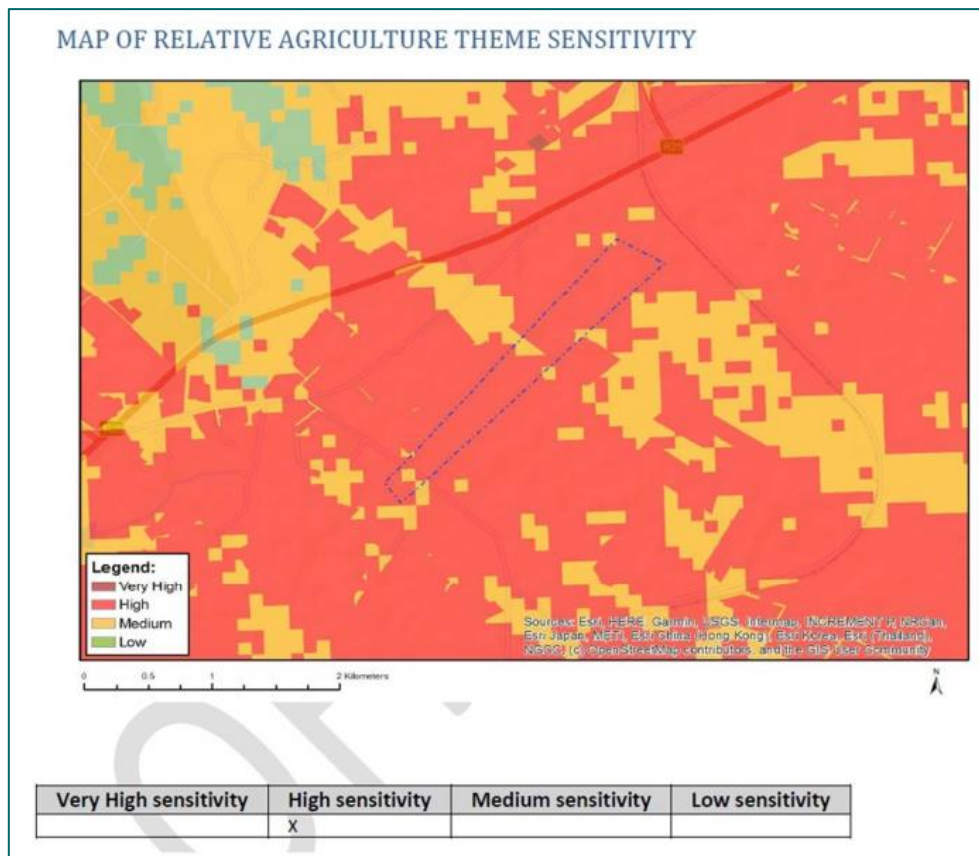 MAP OF RELATIVE AGRICULTURE THEME SENSITIVITY
R25
Legend:
Very High
High
Medium
Low
Sources: Esri, HERE, Garmin, USGS, Intermap, INCREMENT P, NRCan,
Esri Japan, METI, Esri China (Hong Kong), Esri Korea, Esri (Thailand),
NGCC, (c) OpenStreetMap contributors, and the GIS User Community
0 0.5 1 2 Kilometers
N
Very High sensitivity High sensitivity Medium sensitivity Low sensitivity
X